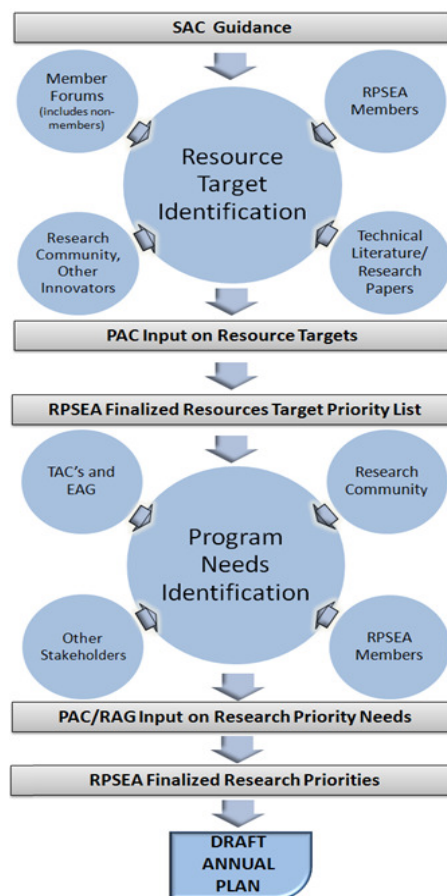 SAC Guidance
Member
Forums
(includes non-
members)
RPSEA
Members
Resource
Target
Identification
Research
Community,
Other
Innovators
Technical
Literature/
Research
Papers
PAC Input on Resource Targets
RPSEA Finalized Resources Target Priority List
TAC's and
EAG
Research
Community
Program
Needs
Identification
Other
Stakeholders
RPSEA
Members
PAC/RAG Input on Research Priority Needs
RPSEA Finalized Research Priorities
DRAFT
ANNUAL
PLAN